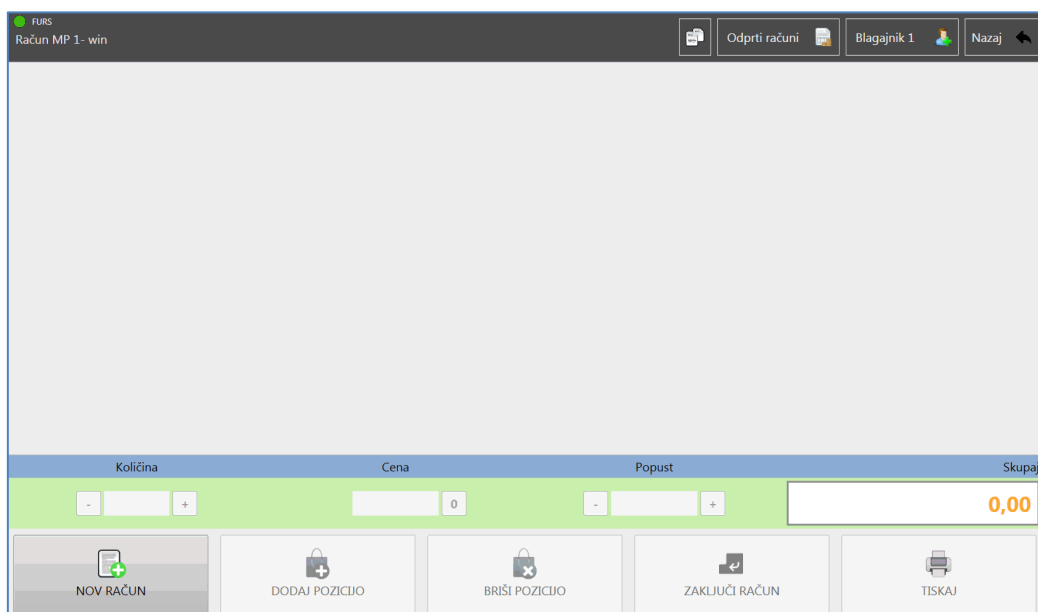 FURS
Račun MP 1- win
Odprti računi
Blagajnik 1
Nazaj
Količina
Cena
Popust
Skupaj
-
+
0
-
+
0,00
NOV RAČUN
DODAJ POZICIJO
BRIŠI POZICIJO
ZAKLJUČI RAČUN
TISKAJ